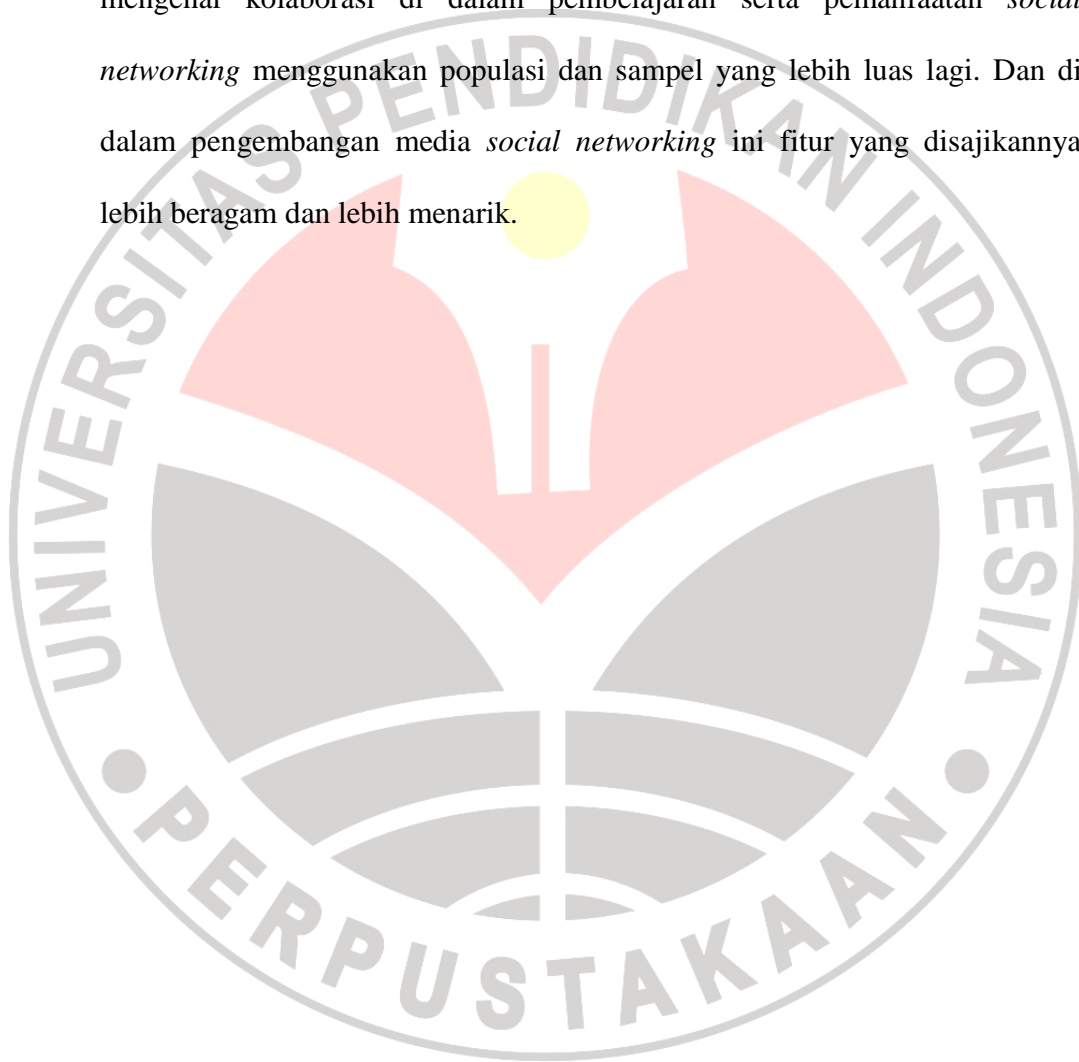 mengenai kolaborasi di dalam pembelajaran serta pemanfaatan social
networking menggunakan populasi dan sampel yang lebih luas lagi. Dan di
dalam pengembangan media social networking ini fitur yang disajikannya
lebih beragam dan lebih menarik.
UNIVERSITAS PENDIDIKAN INDONESIA
PERPUSTAKAAN